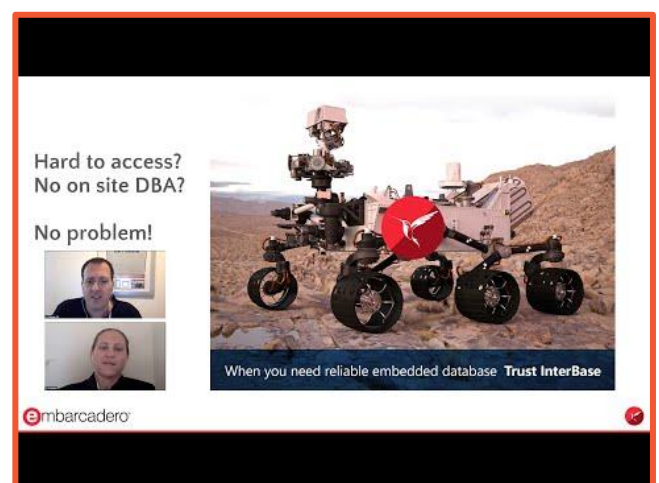 Hard to access?
No on site DBA?
No problem!
When you need reliable embedded database Trust InterBase
embarcadero